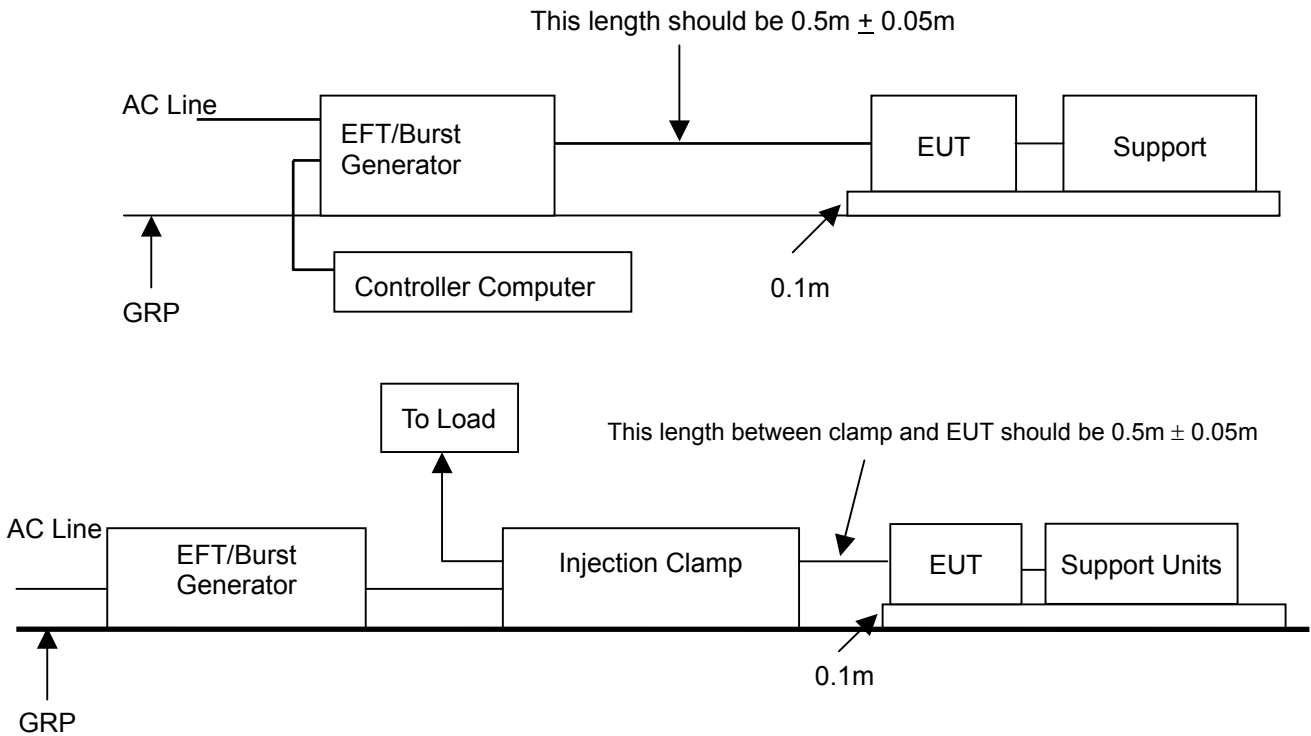 This length should be 0.5m ± 0.05m
AC Line
EFT/Burst
Generator
EUT
Support
Controller Computer
0.1m
GRP
To Load
This length between clamp and EUT should be 0.5m ± 0.05m
AC Line
EFT/Burst
Generator
Injection Clamp
EUT
Support Units
0.1m
GRP